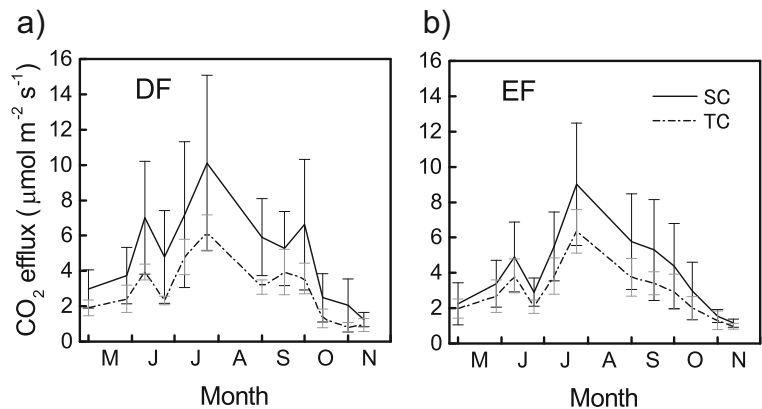 a)
b)
16
14
12
10
8
6
4
2
0
CO₂ efflux ( μmol m⁻² s⁻¹)
DF
M J J A S O N
Month
16
14
12
10
8
6
4
2
0
EF
SC
TC
M J J A S O N
Month